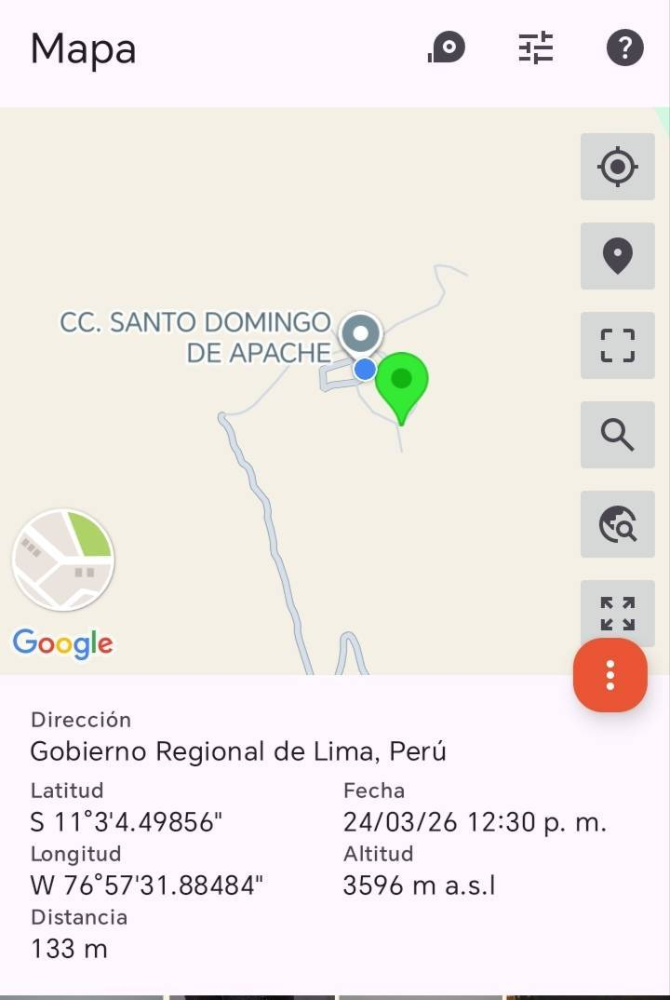 Mapa
CC. SANTO DOMINGO
DE APACHE
Google
Dirección
Gobierno Regional de Lima, Perú
Latitud
S 11°3'4.49856"
Fecha
24/03/26 12:30 p. m.
Longitud
W 76°57'31.88484"
Altitud
3596 m a.s.l
Distancia
133 m